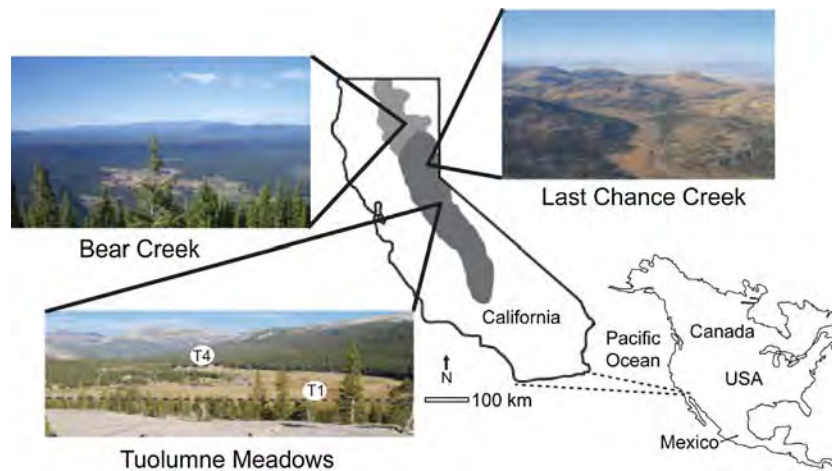 Bear Creek
Last Chance Creek
California
N
100 km
Pacific
Ocean
Canada
USA
Mexico
T4
T1
Tuolumne Meadows